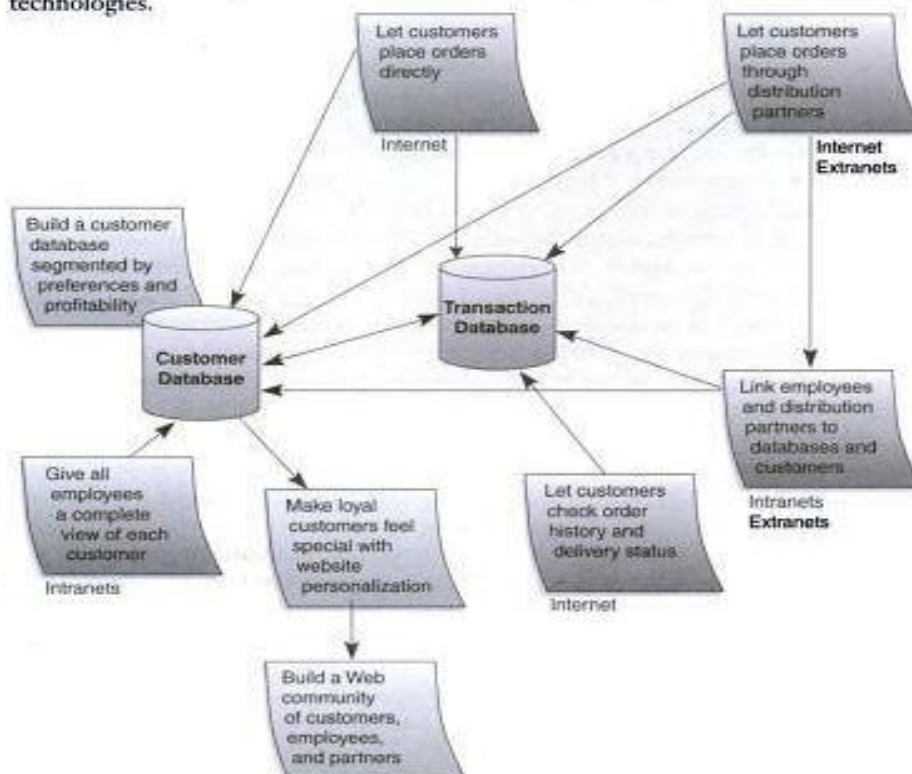 technologies.
Let customers
place orders
directly
Internet
Let customers
place orders
through
distribution
partners
Internet
Extranets
Build a customer
database
segmented by
preferences and
profitability
Transaction
Database
Customer
Database
Link employees
and distribution
partners to
databases and
customers
Intranets
Extranets
Give all
employees
a complete
view of each
customer
Intranets
Make loyal
customers feel
special with
website
personalization
Let customers
check order
history and
delivery status
Internet
Build a Web
community
of customers,
employees,
and partners